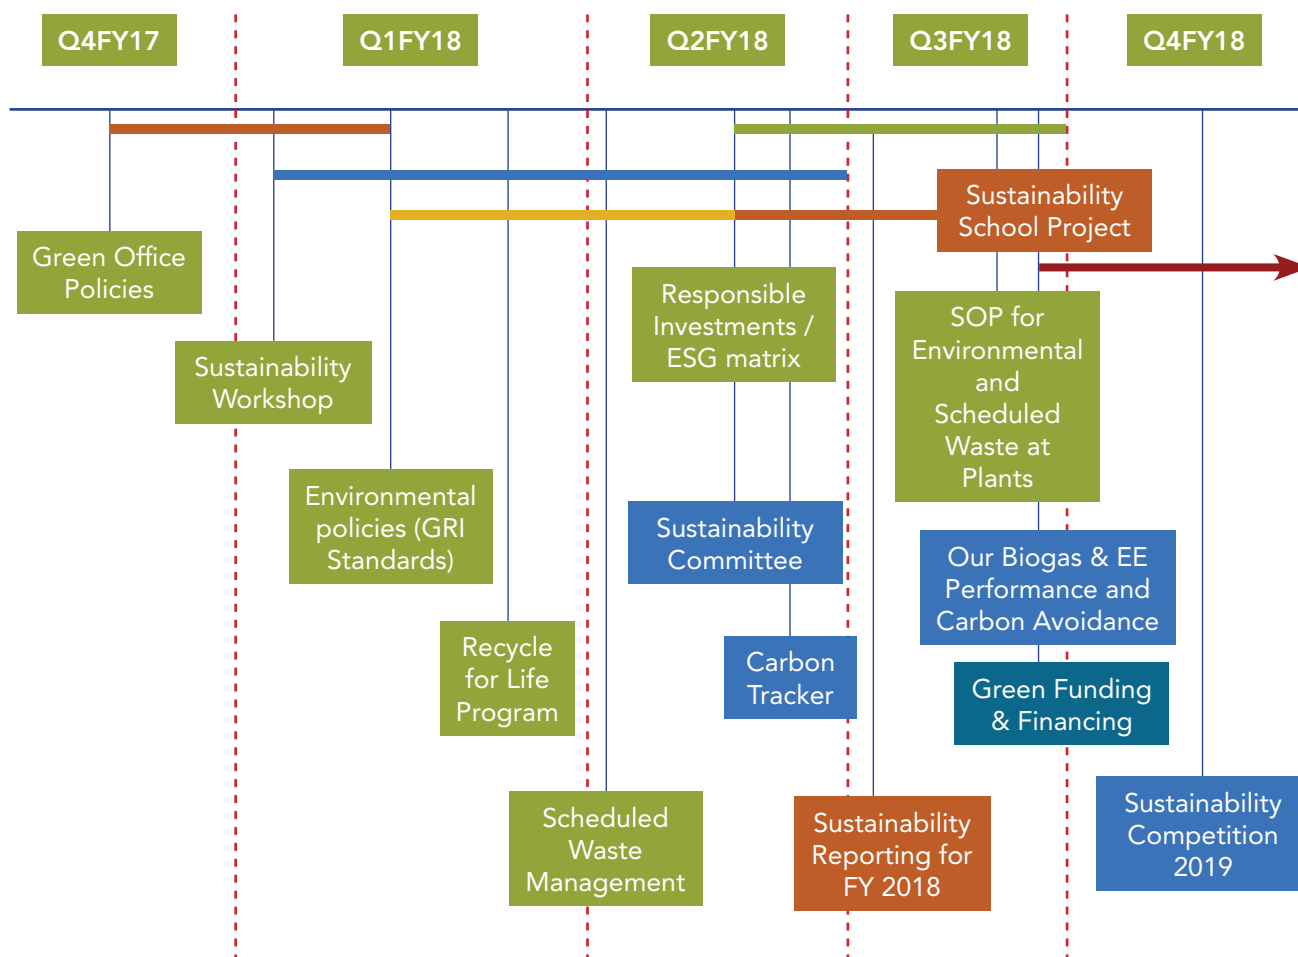 Q4FY17
Q1FY18
Q2FY18
Q3FY18
Q4FY18
Sustainability
School Project
Green Office
Policies
Responsible
Investments /
ESG matrix
SOP for
Environmental
and
Scheduled
Waste at
Plants
Sustainability
Workshop
Environmental
policies (GRI
Standards)
Sustainability
Committee
Our Biogas & EE
Performance and
Carbon Avoidance
Recycle
for Life
Program
Carbon
Tracker
Green Funding
& Financing
Scheduled
Waste
Management
Sustainability
Reporting for
FY 2018
Sustainability
Competition
2019